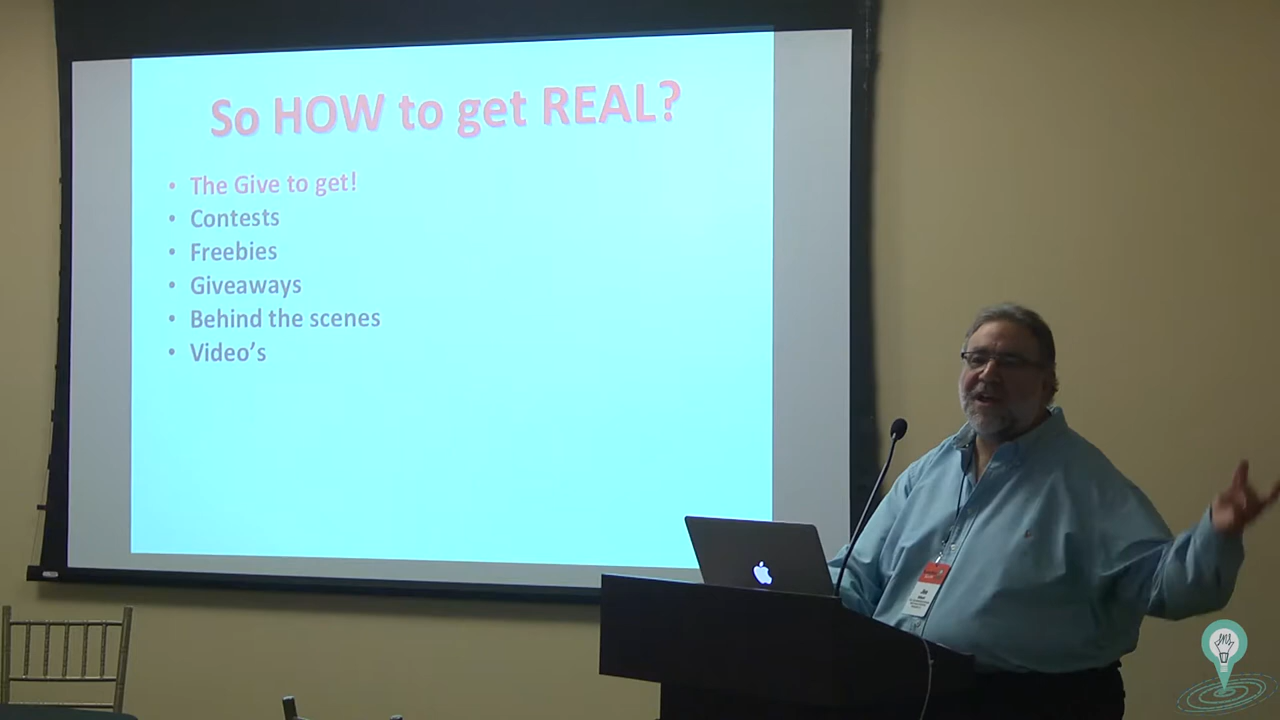 So HOW to get REAL?
• The Give to get!
• Contests
• Freebies
• Giveaways
• Behind the scenes
• Video's